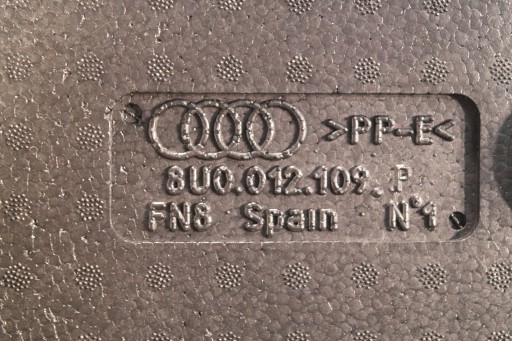 >PP-E<
8U0.012.109.P
FN8 Spain N°1